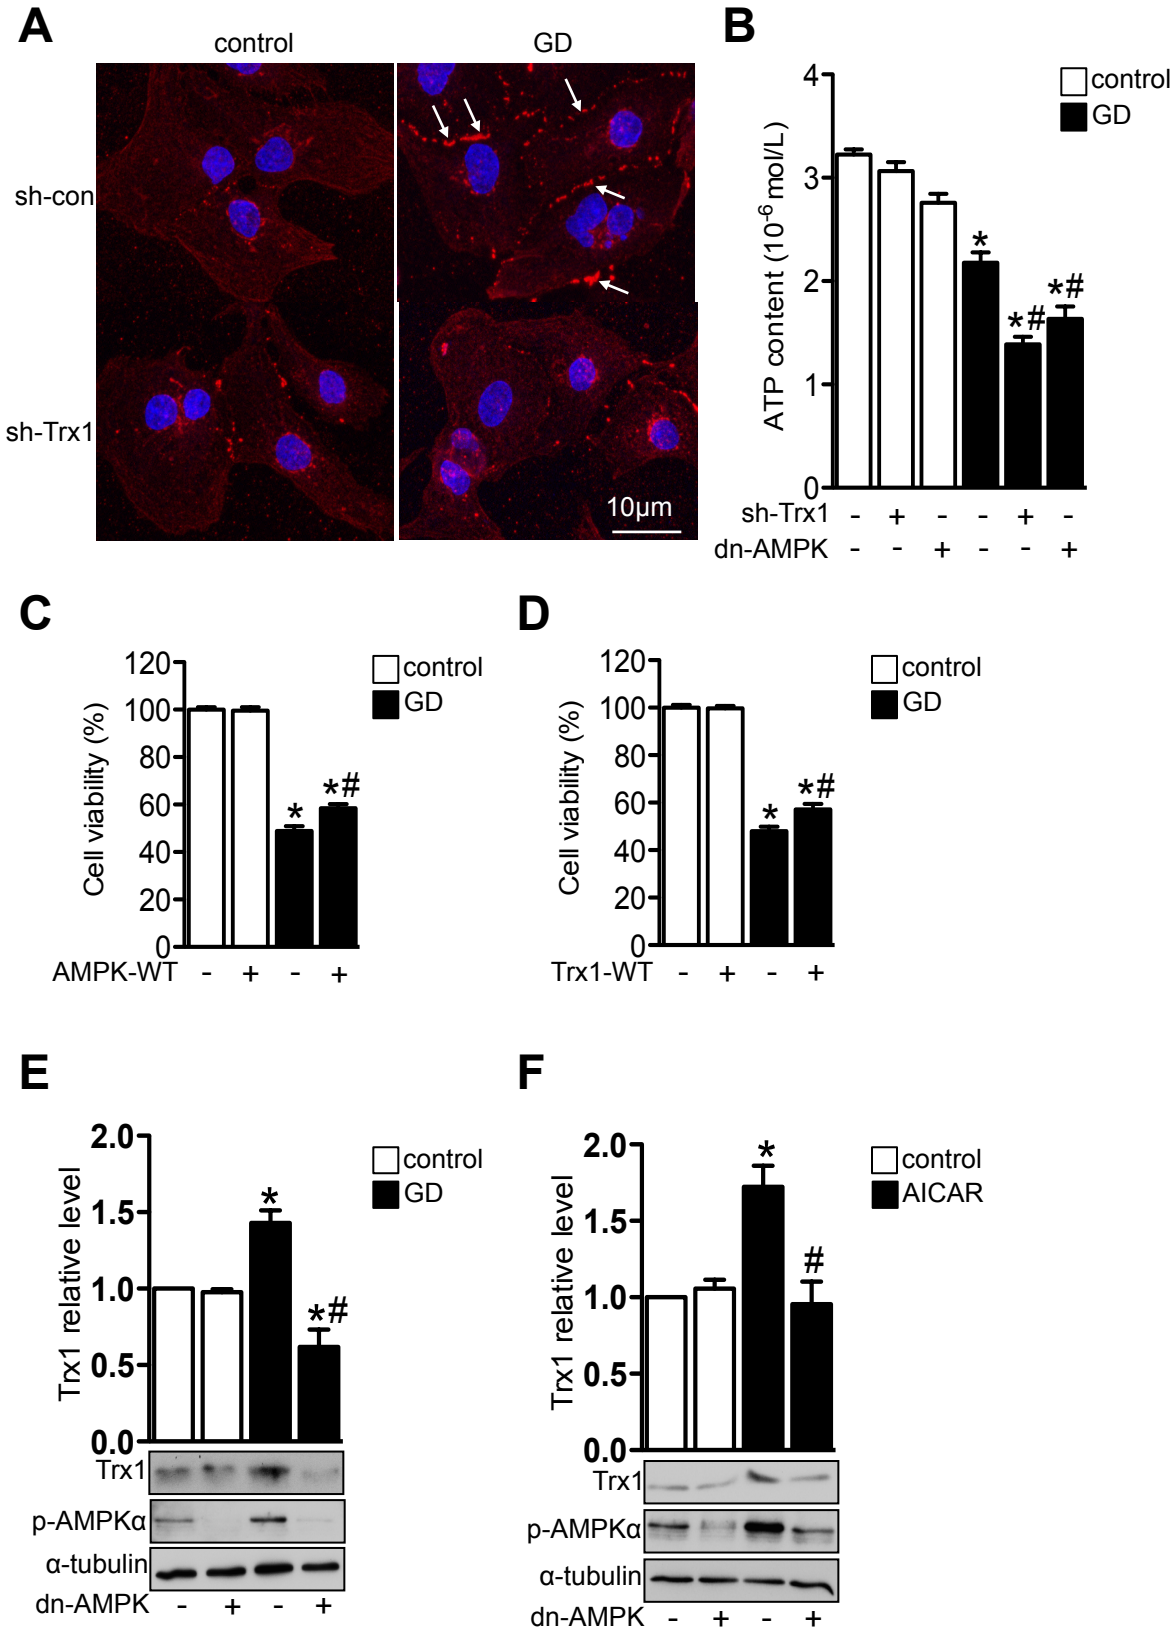 A
control GD
sh-con
sh-Trx1
10μm
B
ATP content (10-6 mol/L)
4
3
2
1
0
* *# *#
control
GD
sh-Trx1 - + - - + -
dn-AMPK - - + - - +
C
Cell viability (%)
120
100
80
60
40
20
0
* *#
control
GD
AMPK-WT - + - +
D
Cell viability (%)
120
100
80
60
40
20
0
* *#
control
GD
Trx1-WT - + - +
E
Trx1 relative level
2.0
1.5
1.0
0.5
0.0
* *#
control
GD
Trx1
p-AMPKα
α-tubulin
dn-AMPK - + - +
F
Trx1 relative level
2.0
1.5
1.0
0.5
0.0
* #
control
AICAR
Trx1
p-AMPKα
α-tubulin
dn-AMPK - + - +